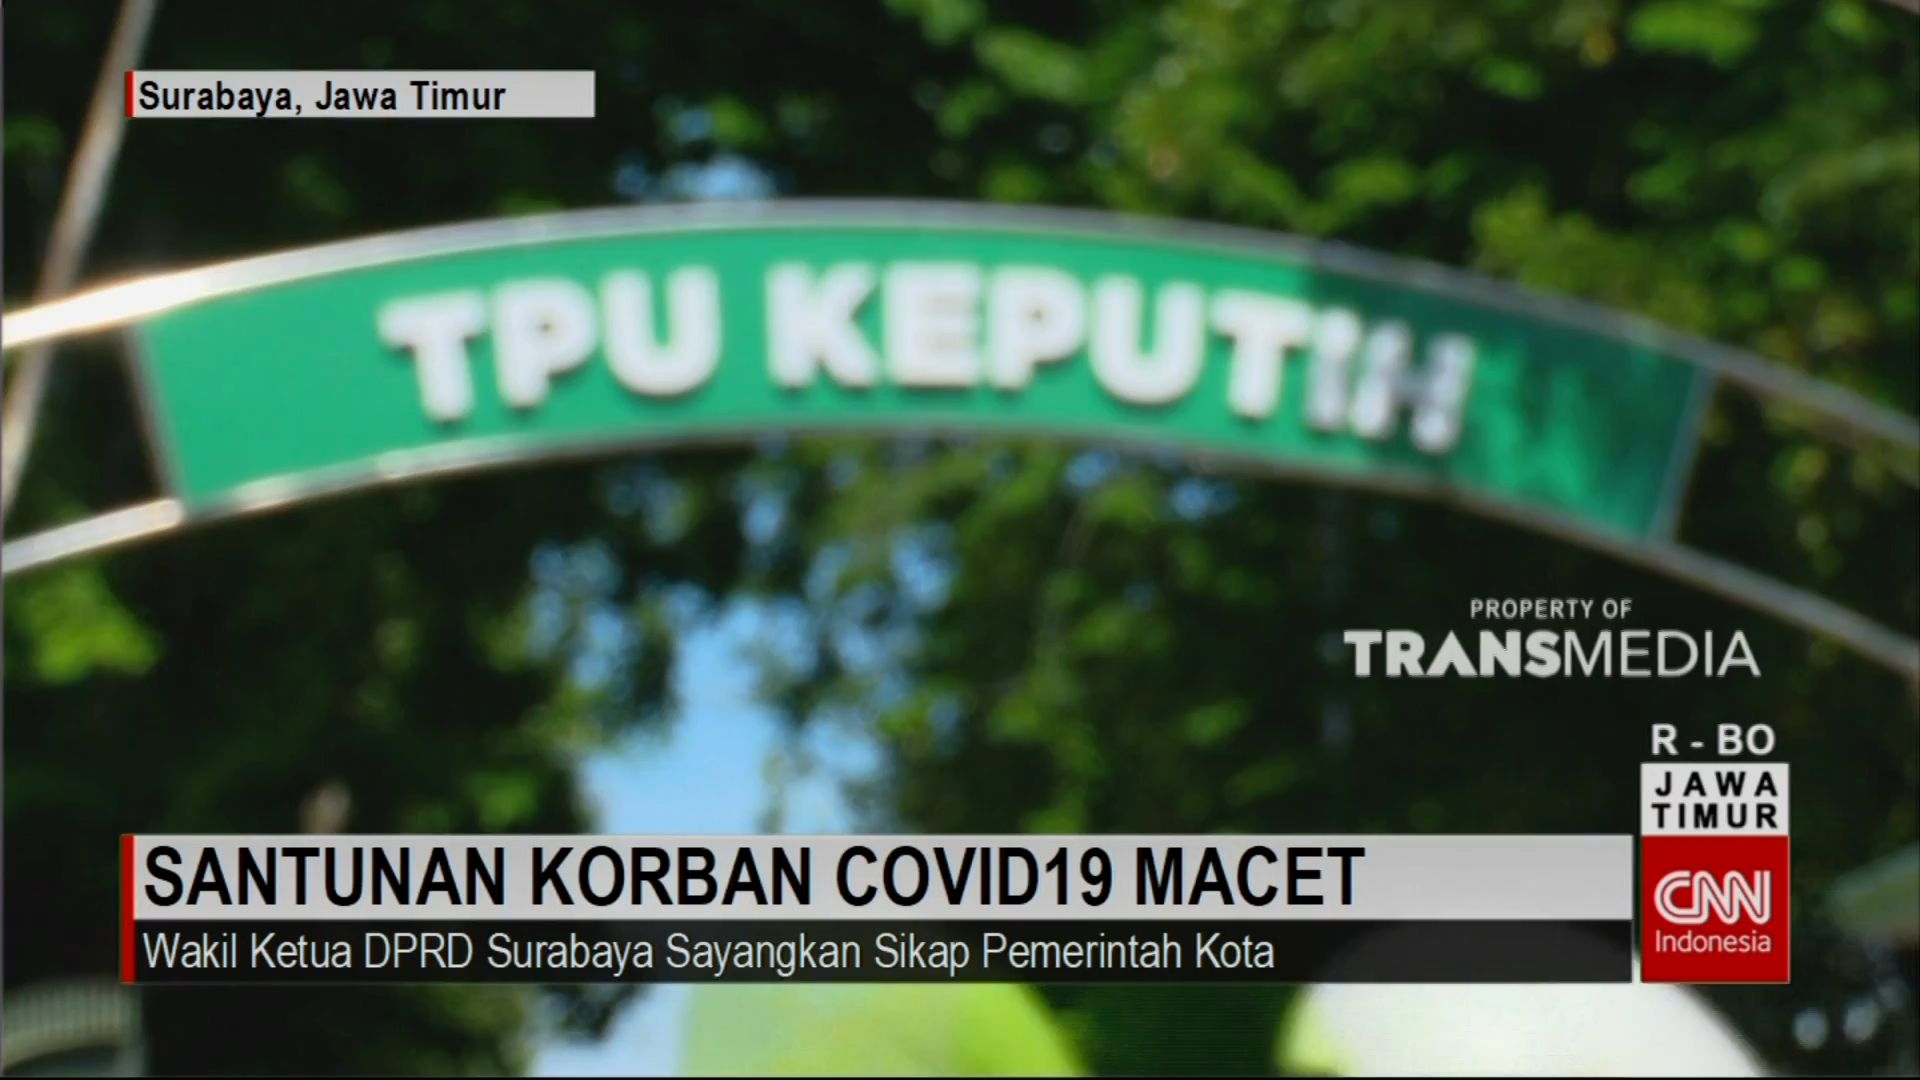 Surabaya, Jawa Timur
TPU KEPUTIH
PROPERTY OF
TRANSMEDIA
R - BO
JAWA
TIMUR
SANTUNAN KORBAN COVID19 MACET
Wakil Ketua DPRD Surabaya Sayangkan Sikap Pemerintah Kota
CNN
Indonesia